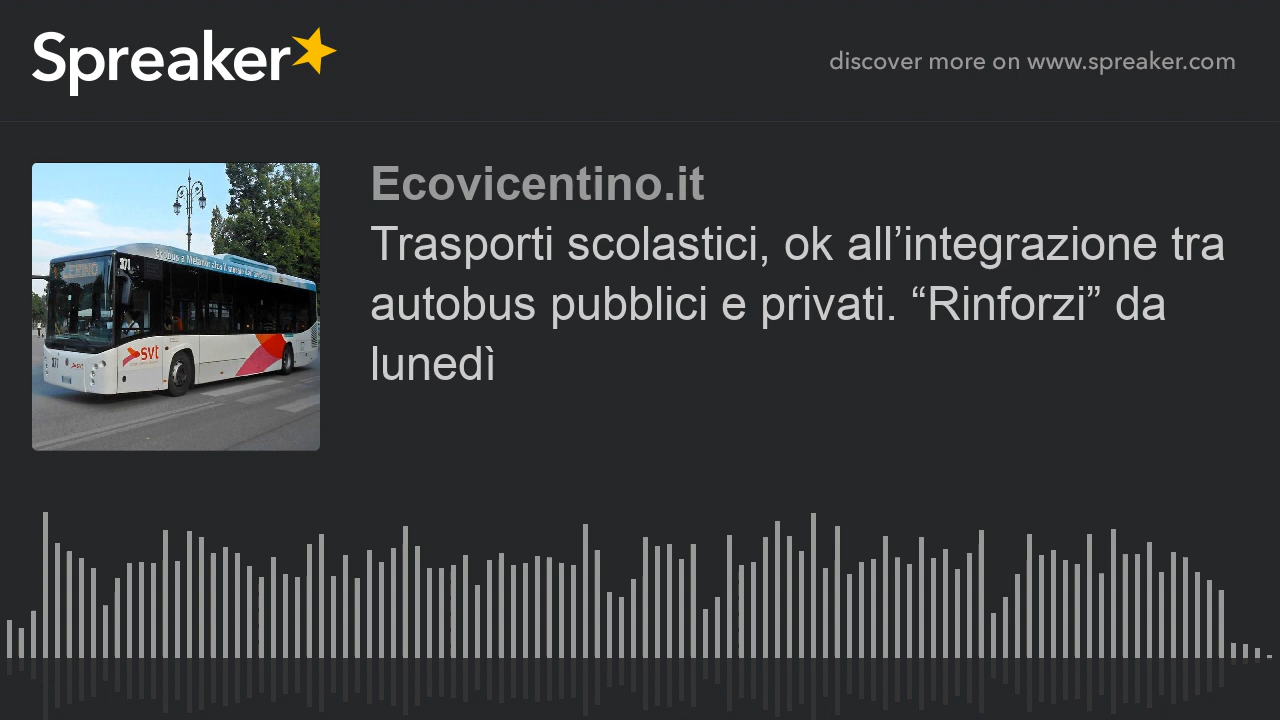 Spreaker
discover more on www.spreaker.com
Ecovicentino.it
Trasporti scolastici, ok all’integrazione tra
autobus pubblici e privati. “Rinforzi” da
lunedì
371
svt